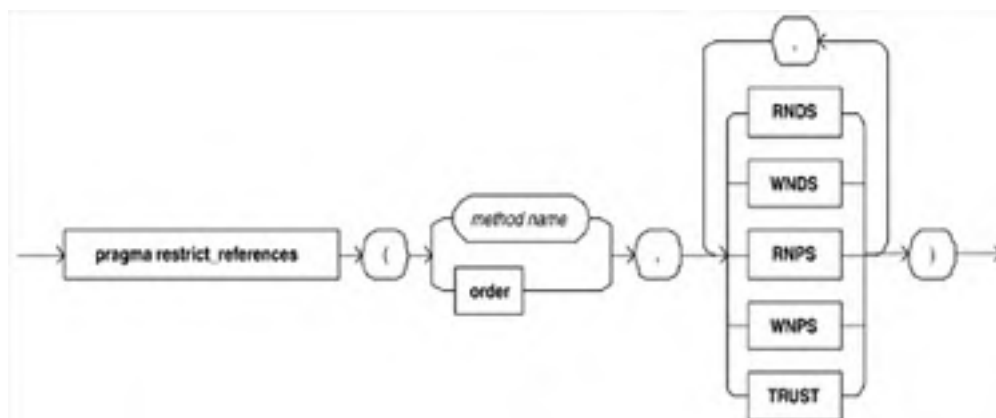 ,
RNDS
WNDS
pragma restrict_references ( method name , RNPS )
order
WNPS
TRUST